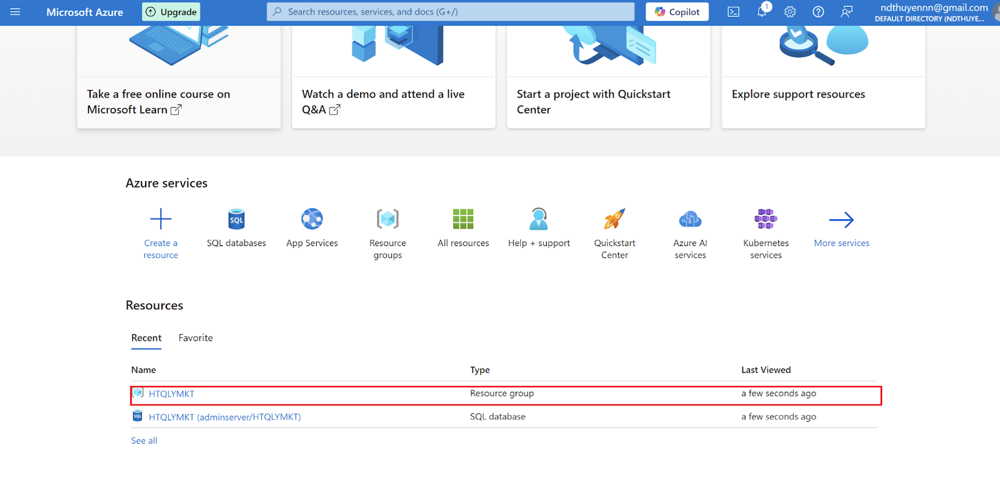 Microsoft Azure
Upgrade
Search resources, services, and docs (G+/)
Copilot
1
ndthuyennn@gmail.com
DEFAULT DIRECTORY (NDTHUYE...
Take a free online course on
Microsoft Learn
Watch a demo and attend a live
Q&A
Start a project with Quickstart
Center
Explore support resources
Azure services
Create a
resource
SQL
SQL databases
App Services
Resource
groups
All resources
Help + support
Quickstart
Center
Azure AI
services
Kubernetes
services
More services
Resources
Recent Favorite
Name Type Last Viewed
HTQLYMKT Resource group a few seconds ago
SQL HTQLYMKT (adminserver/HTQLYMKT) SQL database a few seconds ago
See all